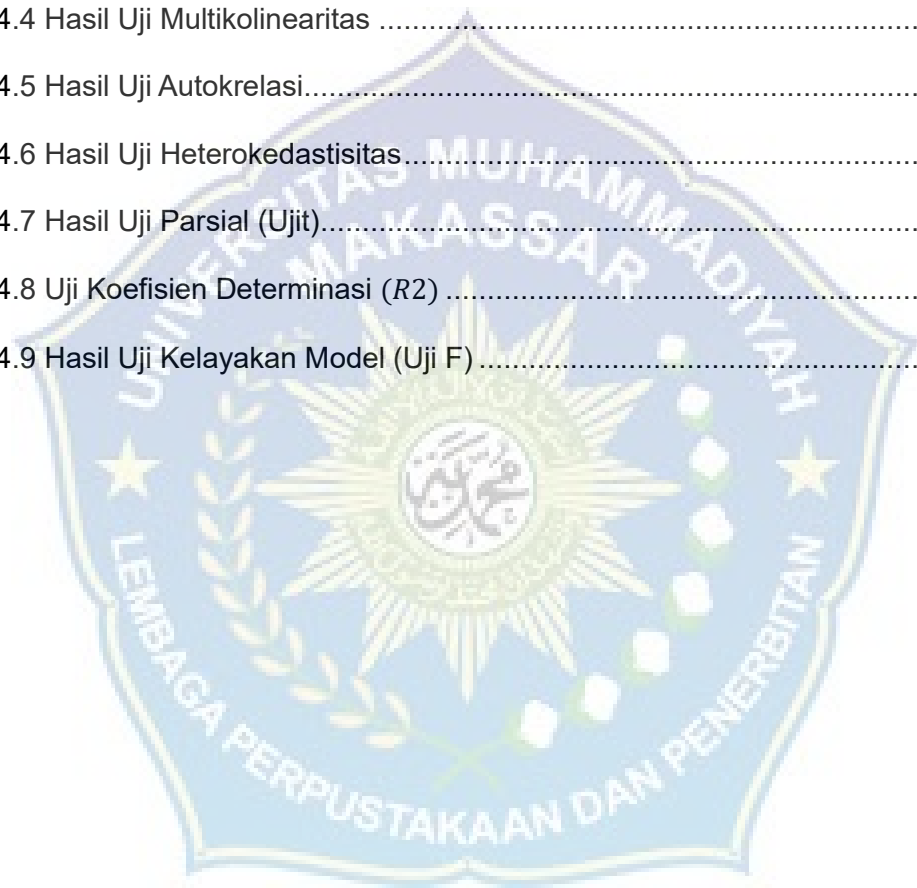 4.4 Hasil Uji Multikolinearitas ................................................................
4.5 Hasil Uji Autokrelasi.........................................................................
4.6 Hasil Uji Heterokedastisitas..............................................................
4.7 Hasil Uji Parsial (Ujit).......................................................................
4.8 Uji Koefisien Determinasi (R2) .........................................................
4.9 Hasil Uji Kelayakan Model (Uji F) .....................................................
UNIVERSITAS MUHAMMADIYAH
MAKASSAR
LEMBAGA PERPUSTAKAAN DAN PENERBITAN